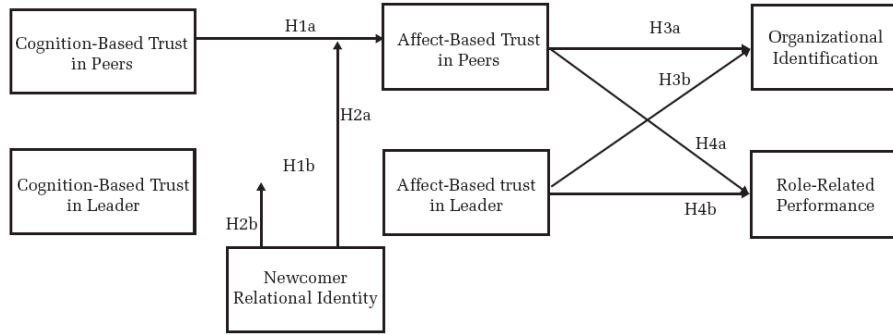 H1a
H3a
Cognition-Based Trust
in Peers
Affect-Based Trust
in Peers
Organizational
Identification
H3b
H2a
H1b
H4a
Cognition-Based Trust
in Leader
Affect-Based trust
in Leader
Role-Related
Performance
H4b
H2b
Newcomer
Relational Identity